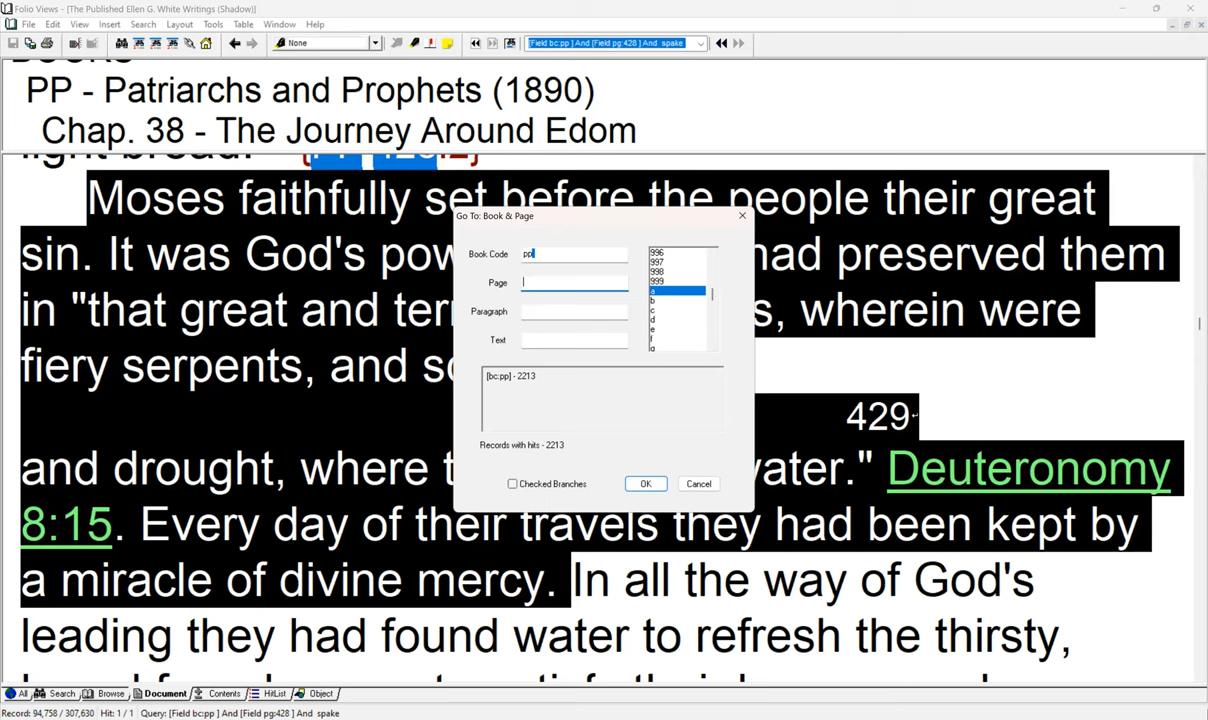 Folio Views - [The Published Ellen G. White Writings (Shadow)]
File Edit View Insert Search Layout Tools Table Window Help
None
[Field bc:pp ] And [Field pg:428 ] And spake
Books
PP - Patriarchs and Prophets (1890)
Chap. 38 - The Journey Around Edom
light bread."
Moses faithfully set before the people their great
sin. It was God's pow
had preserved them
in "that great and terr
s, wherein were
fiery serpents, and sc
429
and drought, where t
water." Deuteronomy
8:15. Every day of their travels they had been kept by
a miracle of divine mercy. In all the way of God's
leading they had found water to refresh the thirsty,
Go To: Book & Page
Book Code pp
Page
Paragraph
Text
996
997
998
999
a
b
c
d
e
f
g
[bc:pp] - 2213
Records with hits - 2213
Checked Branches
OK
Cancel
All Search Browse Document Contents HitList Object
Record: 94,758 / 307,630 Hit: 1 / 1 Query: [Field bc:pp ] And [Field pg:428 ] And spake